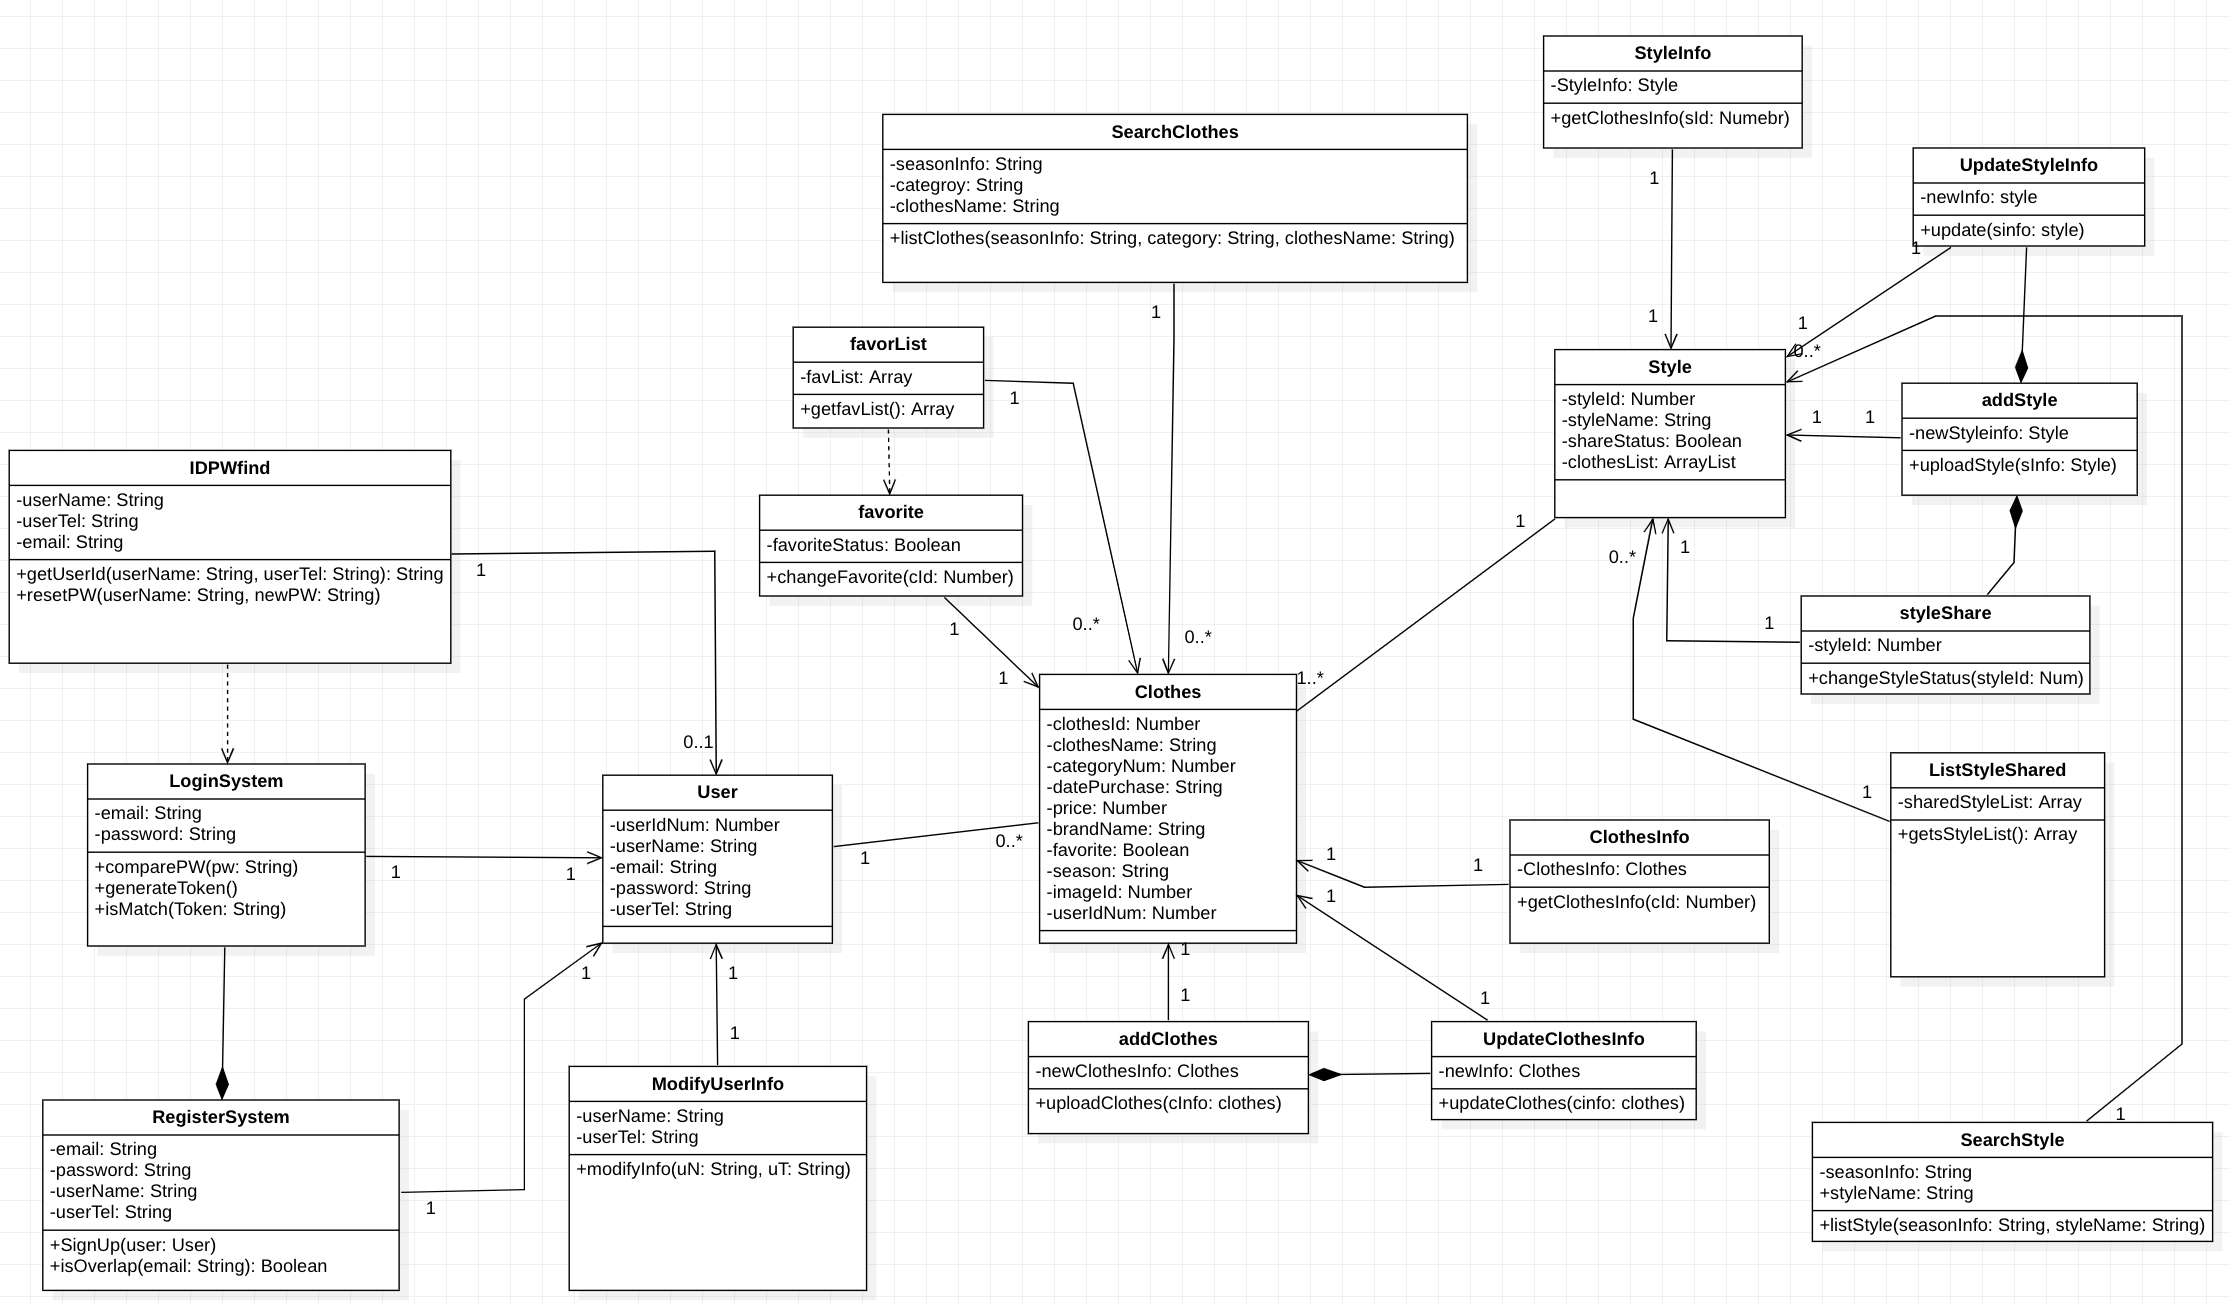 StyleInfo
-StyleInfo: Style
+getClothesInfo(sId: Numebr)
1
1
SearchClothes
-seasonInfo: String
-categroy: String
-clothesName: String
+listClothes(seasonInfo: String, category: String, clothesName: String)
1
0..*
UpdateStyleInfo
-newInfo: style
+update(sinfo: style)
1
1
0..*
favorList
-favList: Array
+getfavList(): Array
1
0..*
Style
-styleId: Number
-styleName: String
-shareStatus: Boolean
-clothesList: ArrayList
1
1
addStyle
-newStyleinfo: Style
+uploadStyle(sInfo: Style)
IDPWfind
-userName: String
-userTel: String
-email: String
+getUserId(userName: String, userTel: String): String
+resetPW(userName: String, newPW: String)
1
0..1
favorite
-favoriteStatus: Boolean
+changeFavorite(cId: Number)
1
1
1
1..*
0..*
1
1
styleShare
-styleId: Number
+changeStyleStatus(styleId: Num)
Clothes
-clothesId: Number
-clothesName: String
-categoryNum: Number
-datePurchase: String
-price: Number
-brandName: String
-favorite: Boolean
-season: String
-imageId: Number
-userIdNum: Number
LoginSystem
-email: String
-password: String
+comparePW(pw: String)
+generateToken()
+isMatch(Token: String)
1
1
User
-userIdNum: Number
-userName: String
-email: String
-password: String
-userTel: String
1
0..*
ListStyleShared
-sharedStyleList: Array
+getsStyleList(): Array
1
ClothesInfo
-ClothesInfo: Clothes
+getClothesInfo(cId: Number)
1
1
1
1
1
1
1
1
1
addClothes
-newClothesInfo: Clothes
+uploadClothes(cInfo: clothes)
UpdateClothesInfo
-newInfo: Clothes
+updateClothes(cinfo: clothes)
ModifyUserInfo
-userName: String
-userTel: String
+modifyInfo(uN: String, uT: String)
RegisterSystem
-email: String
-password: String
-userName: String
-userTel: String
+SignUp(user: User)
+isOverlap(email: String): Boolean
1
1
SearchStyle
-seasonInfo: String
+styleName: String
+listStyle(seasonInfo: String, styleName: String)